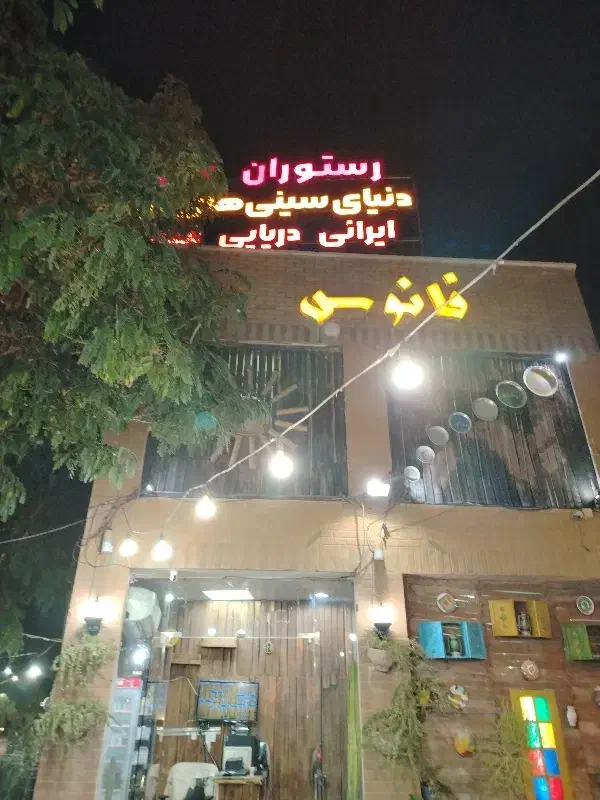 رستوران
دنیای سینی‌ها
ایرانی دریایی
فانوس